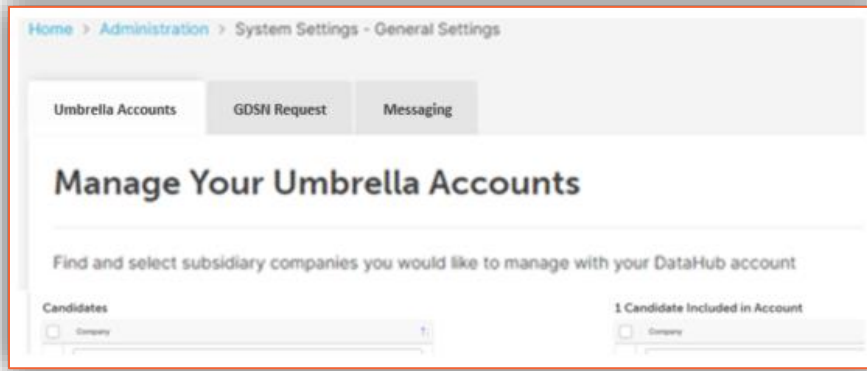 Home > Administration > System Settings - General Settings
Umbrella Accounts GDSN Request Messaging
Manage Your Umbrella Accounts
Find and select subsidiary companies you would like to manage with your DataHub account
Candidates 1 Candidate Included in Account
Company Company